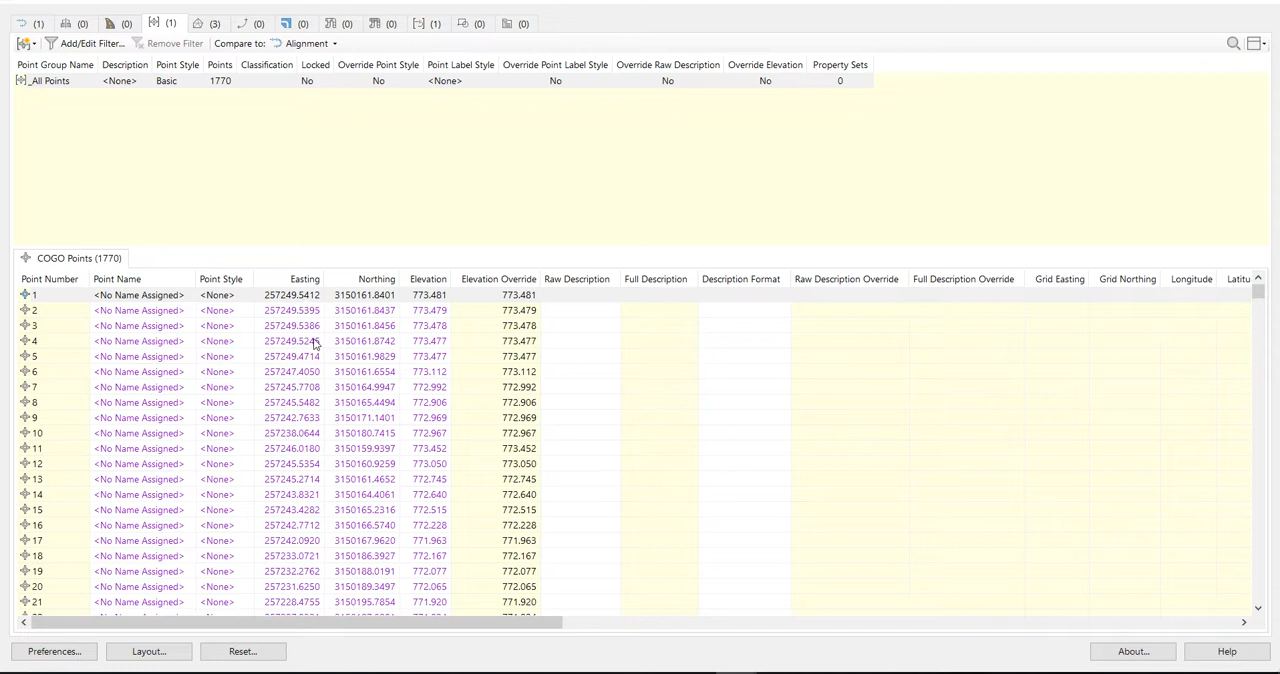 (1) (0) (0) (1) (3) (0) (0) (0) (0) (1) (0) (0)
Add/Edit Filter... Remove Filter Compare to: Alignment
Point Group Name Description Point Style Points Classification Locked Override Point Style Point Label Style Override Point Label Style Override Raw Description Override Elevation Property Sets
_All Points <None> Basic 1770 No No <None> No No No 0
COGO Points (1770)
Point Number Point Name Point Style Easting Northing Elevation Elevation Override Raw Description Full Description Description Format Raw Description Override Full Description Override Grid Easting Grid Northing Longitude Latitu
1 <No Name Assigned> <None> 257249.5412 3150161.8401 773.481 773.481
2 <No Name Assigned> <None> 257249.5395 3150161.8437 773.479 773.479
3 <No Name Assigned> <None> 257249.5386 3150161.8456 773.478 773.478
4 <No Name Assigned> <None> 3150161.8742 773.477 773.477
5 <No Name Assigned> <None> 257249.4714 3150161.9829 773.477 773.477
6 <No Name Assigned> <None> 257247.4050 3150161.6554 773.112 773.112
7 <No Name Assigned> <None> 257245.7708 3150164.9947 772.992 772.992
8 <No Name Assigned> <None> 257245.5482 3150165.4494 772.906 772.906
9 <No Name Assigned> <None> 257242.7633 3150171.1401 772.969 772.969
10 <No Name Assigned> <None> 257238.0644 3150180.7415 772.967 772.967
11 <No Name Assigned> <None> 257246.0180 3150159.9397 773.452 773.452
12 <No Name Assigned> <None> 257245.5354 3150160.9259 773.050 773.050
13 <No Name Assigned> <None> 257245.2714 3150161.4652 772.745 772.745
14 <No Name Assigned> <None> 257243.8321 3150164.4061 772.640 772.640
15 <No Name Assigned> <None> 257243.4282 3150165.2316 772.515 772.515
16 <No Name Assigned> <None> 257242.7712 3150166.5740 772.228 772.228
17 <No Name Assigned> <None> 257242.0920 3150167.9620 771.963 771.963
18 <No Name Assigned> <None> 257233.0721 3150186.3927 772.167 772.167
19 <No Name Assigned> <None> 257232.2762 3150188.0191 772.077 772.077
20 <No Name Assigned> <None> 257231.6250 3150189.3497 772.065 772.065
21 <No Name Assigned> <None> 257228.4755 3150195.7854 771.920 771.920
Preferences... Layout... Reset... About... Help